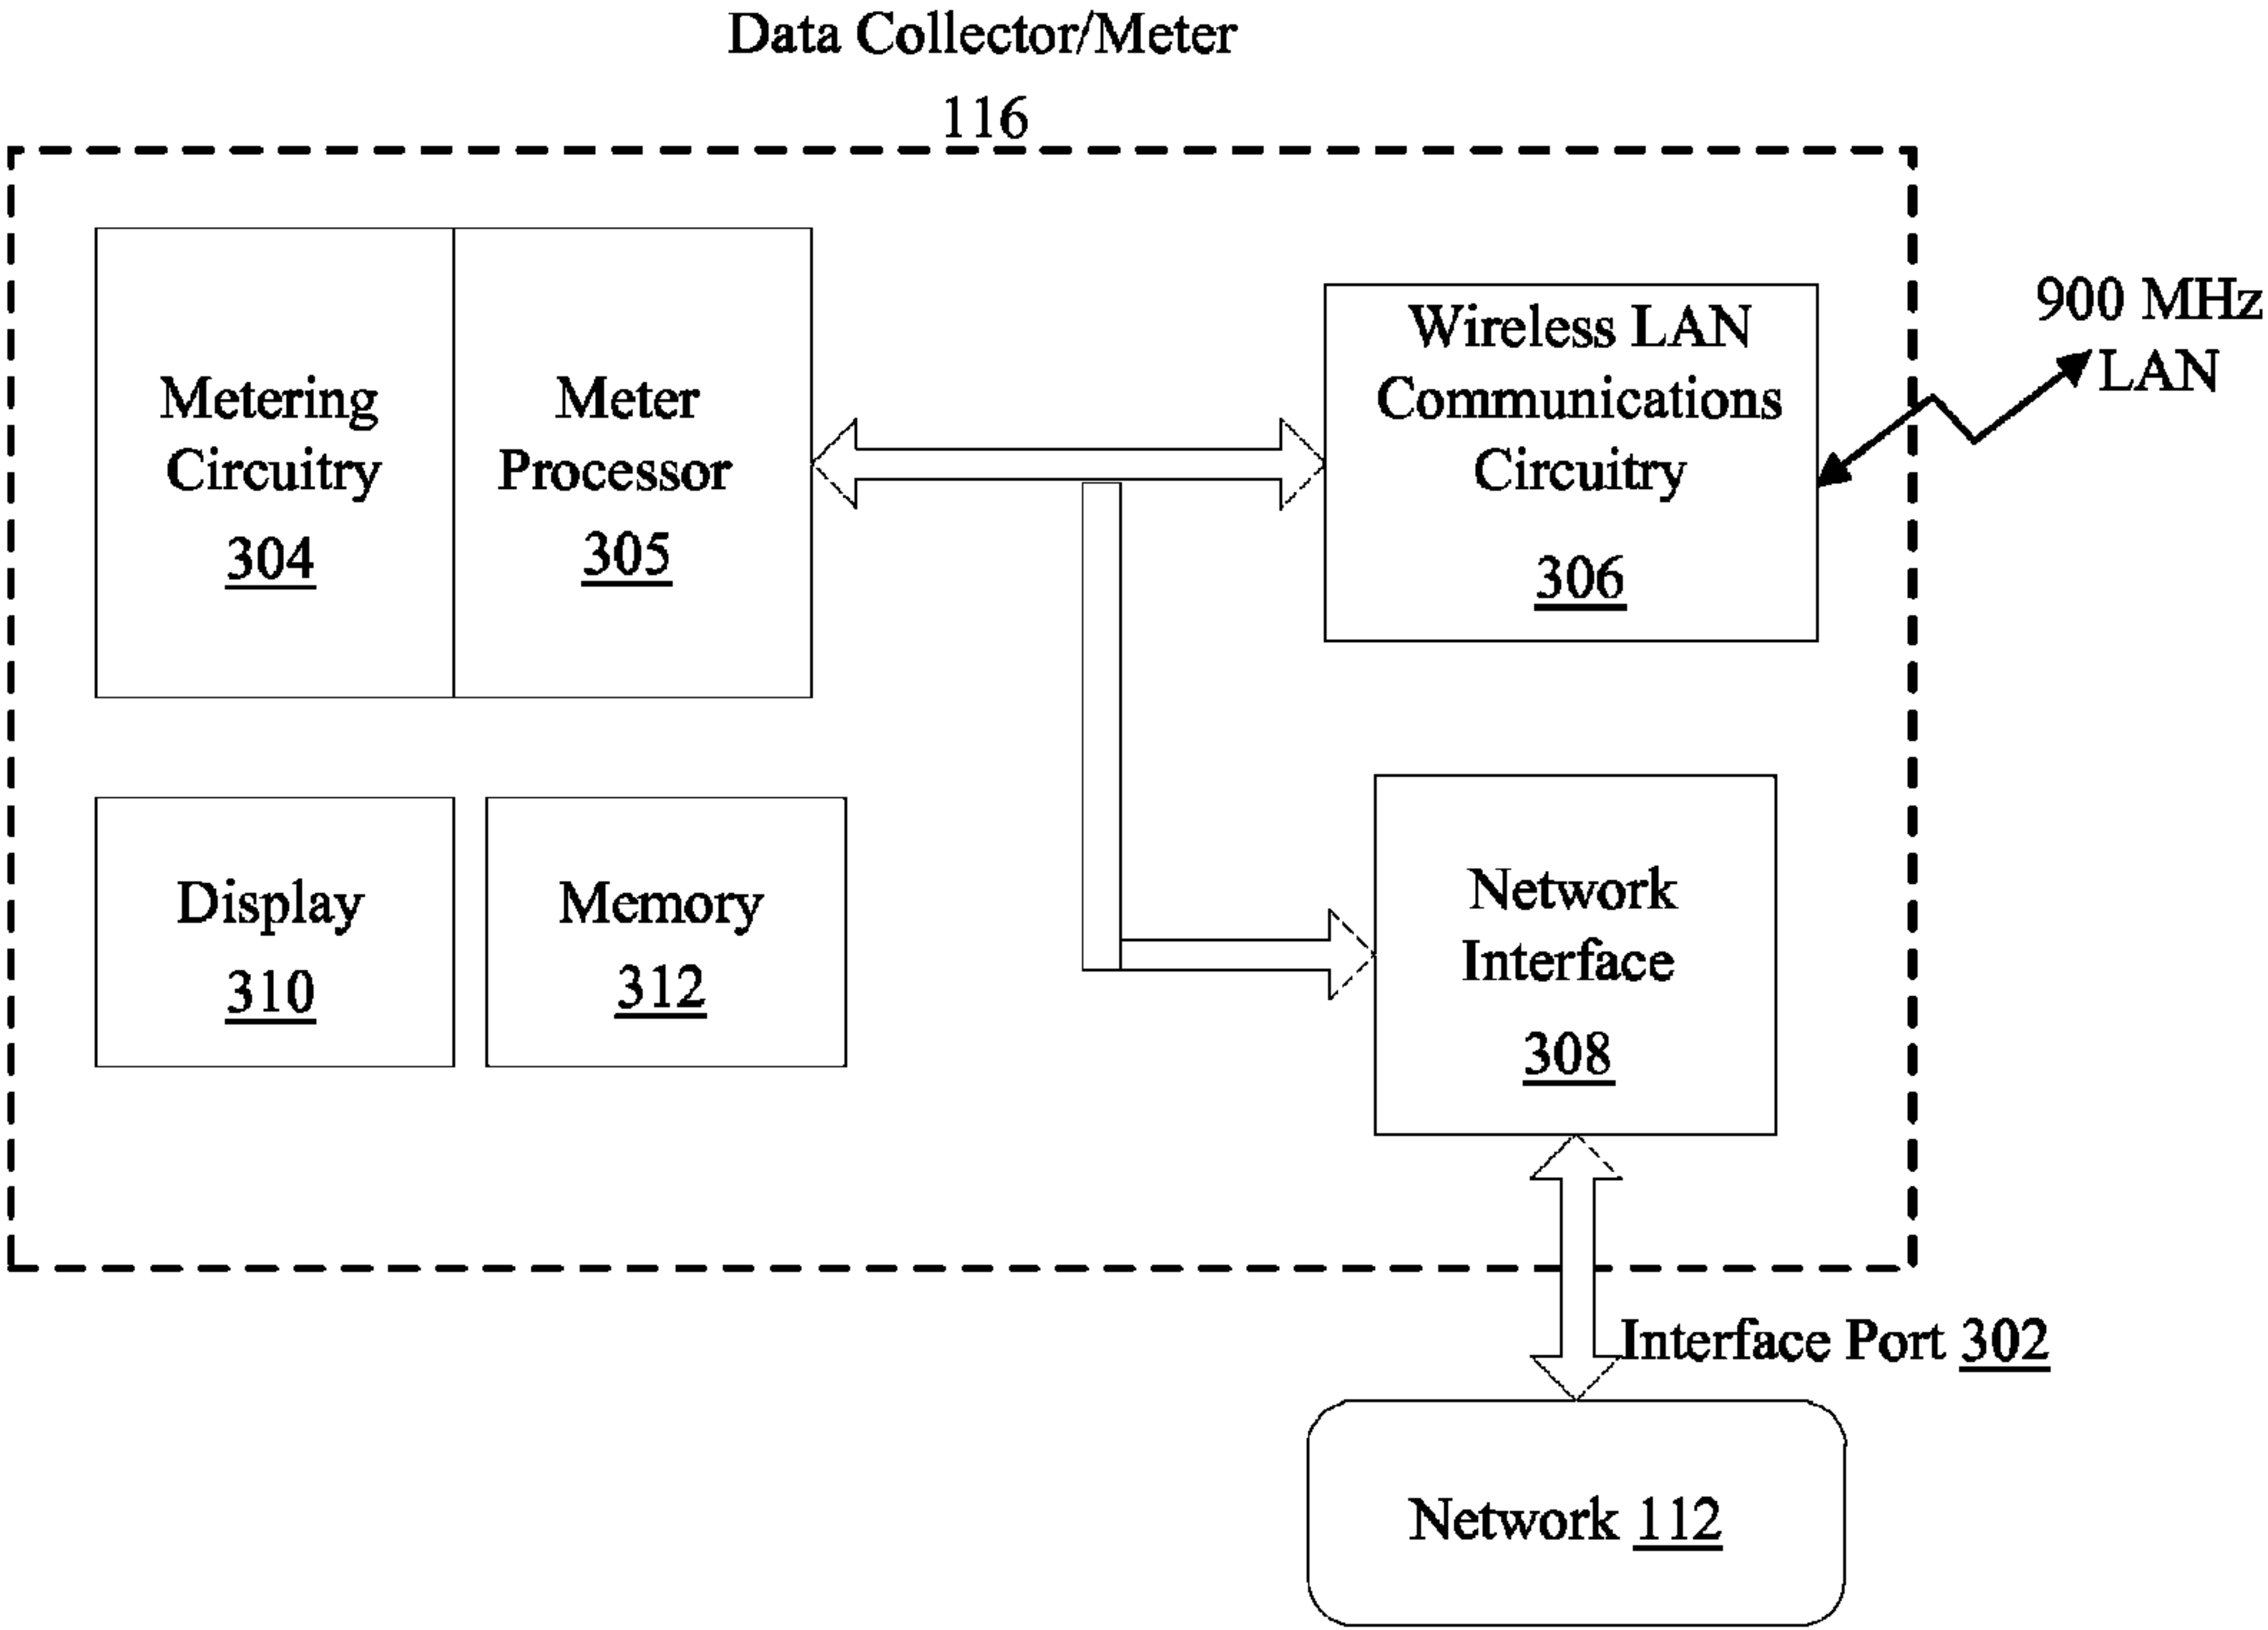 Data Collector/Meter
116
Metering
Circuitry
304
Meter
Processor
305
Wireless LAN
Communications
Circuitry
306
900 MHz
LAN
Display
310
Memory
312
Network
Interface
308
Interface Port 302
Network 112